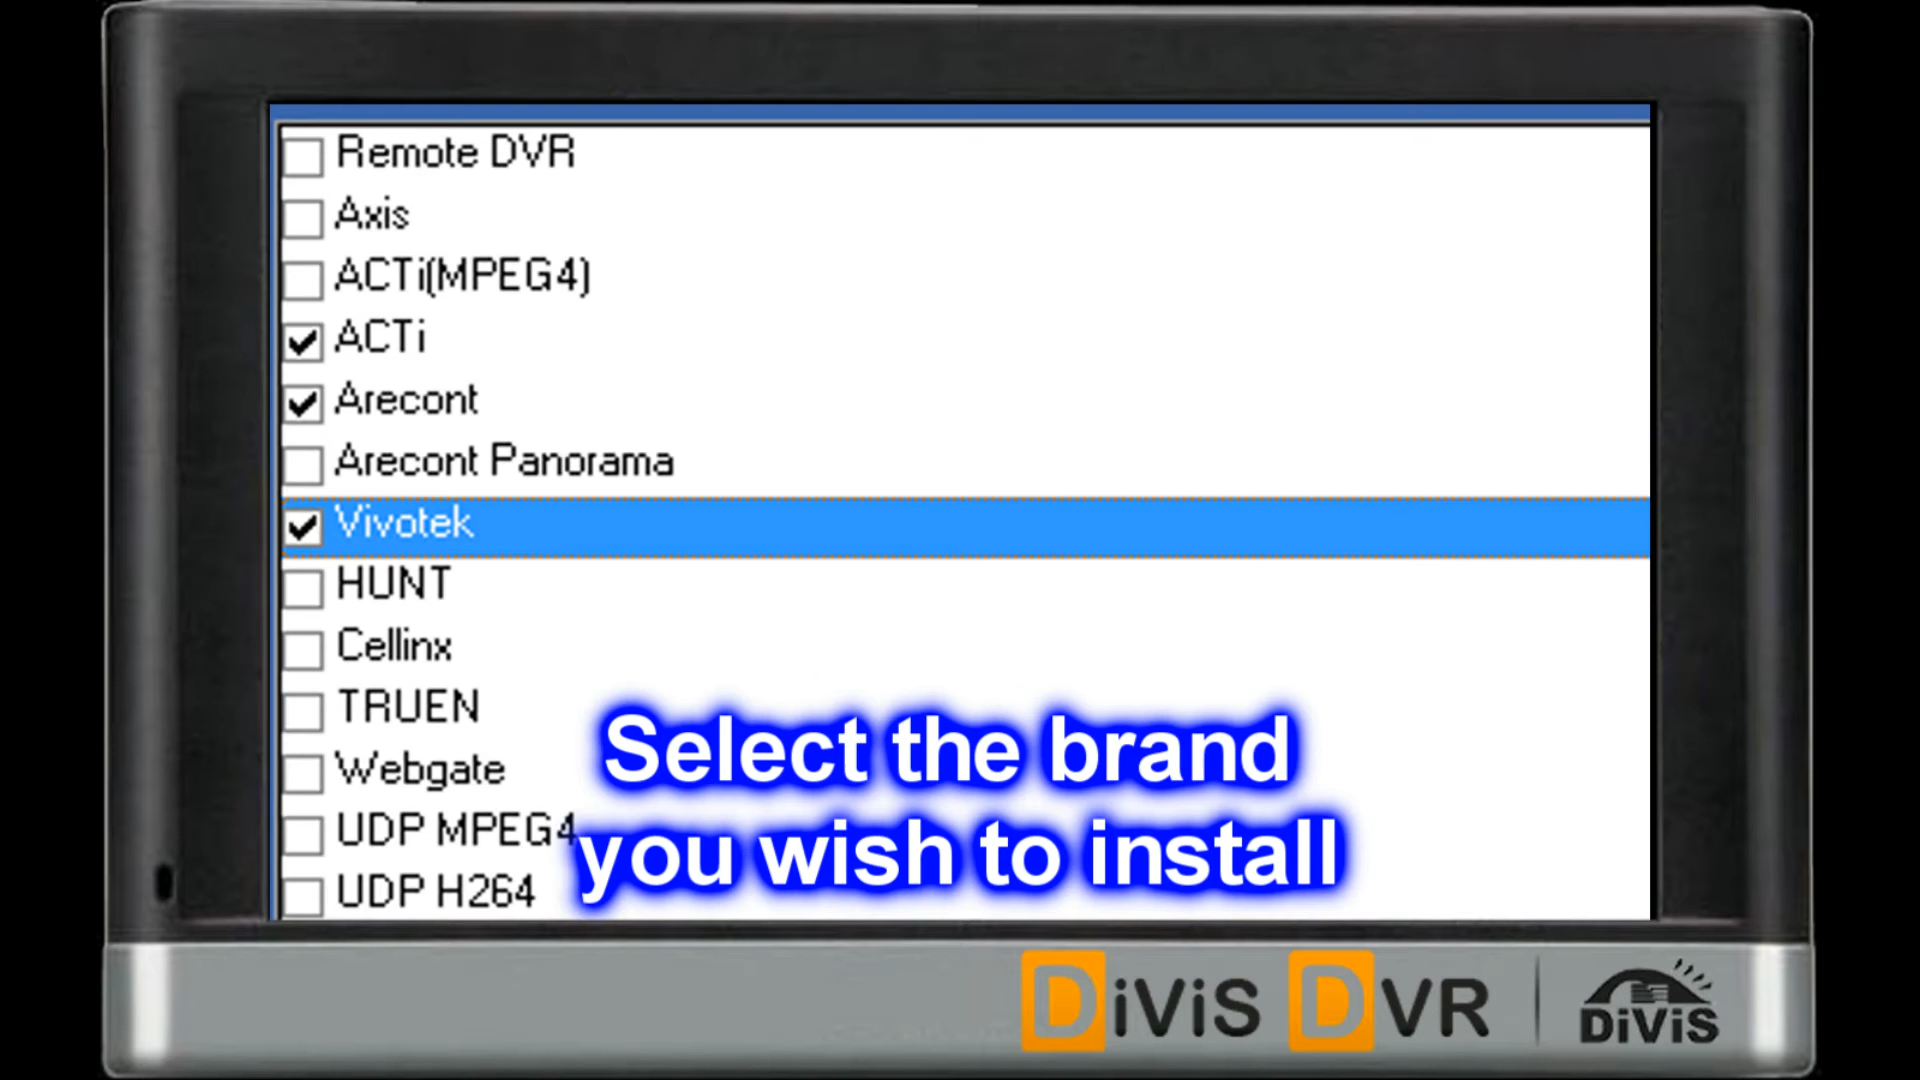 Remote DVR
Axis
ACTi(MPEG4)
ACTi
Arecont
Arecont Panorama
Vivotek
HUNT
Cellinx
TRUEN
Webgate
UDP MPEG4
UDP H264
Select the brand
you wish to install
DiViS DVR
DiViS